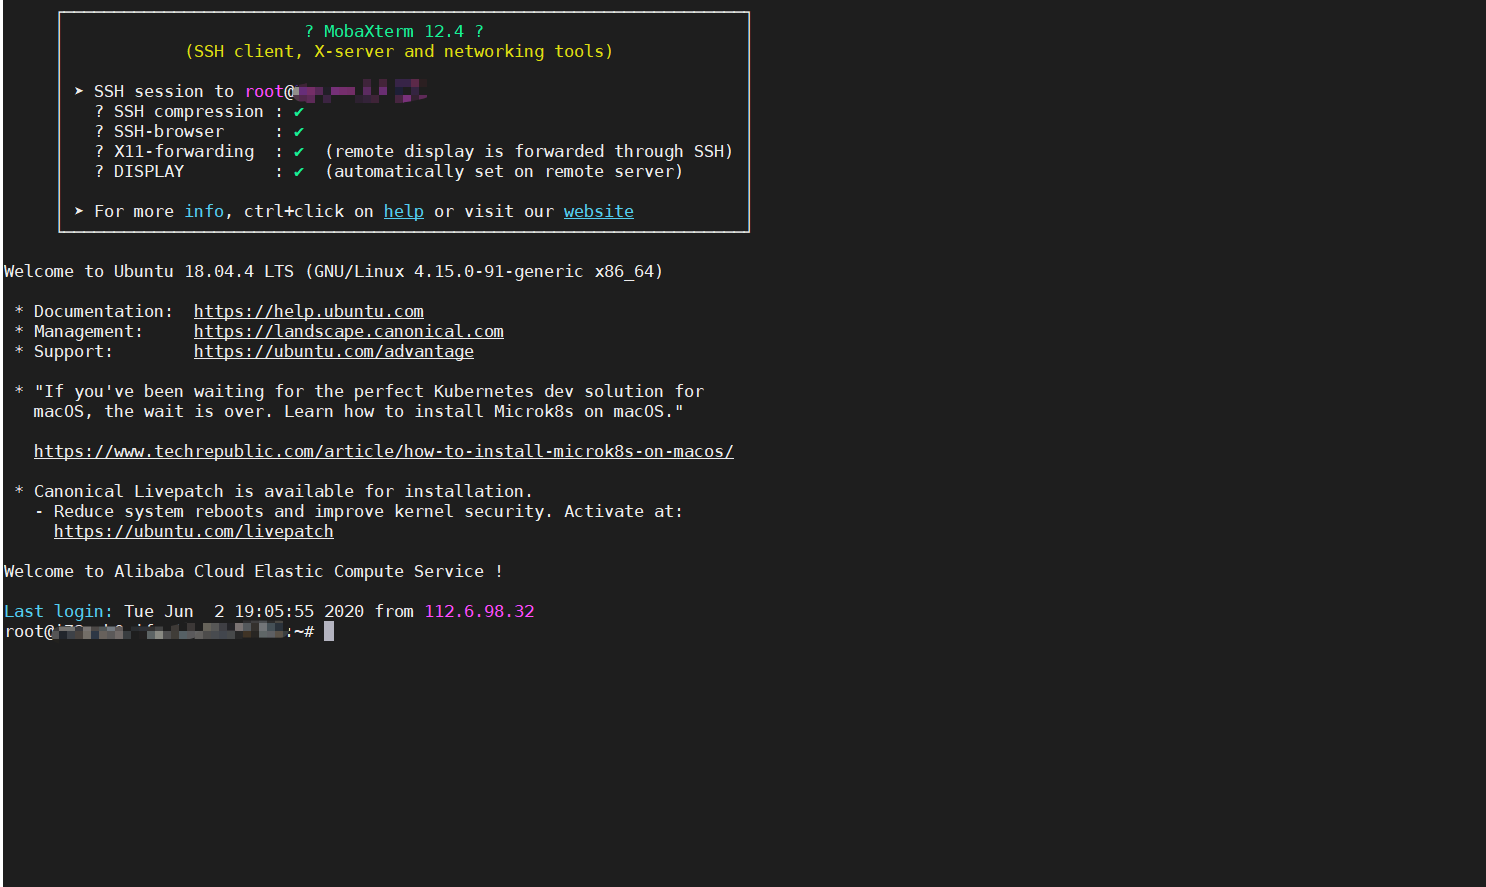 ? MobaXterm 12.4 ?
(SSH client, X-server and networking tools)
➤ SSH session to root@
? SSH compression : ✔
? SSH-browser     : ✔
? X11-forwarding  : ✔  (remote display is forwarded through SSH)
? DISPLAY         : ✔  (automatically set on remote server)
➤ For more info, ctrl+click on help or visit our website
Welcome to Ubuntu 18.04.4 LTS (GNU/Linux 4.15.0-91-generic x86_64)
* Documentation:  https://help.ubuntu.com
* Management:     https://landscape.canonical.com
* Support:        https://ubuntu.com/advantage
* "If you've been waiting for the perfect Kubernetes dev solution for
macOS, the wait is over. Learn how to install Microk8s on macOS."
https://www.techrepublic.com/article/how-to-install-microk8s-on-macos/
* Canonical Livepatch is available for installation.
- Reduce system reboots and improve kernel security. Activate at:
https://ubuntu.com/livepatch
Welcome to Alibaba Cloud Elastic Compute Service !
Last login: Tue Jun  2 19:05:55 2020 from 112.6.98.32
root@ :~#